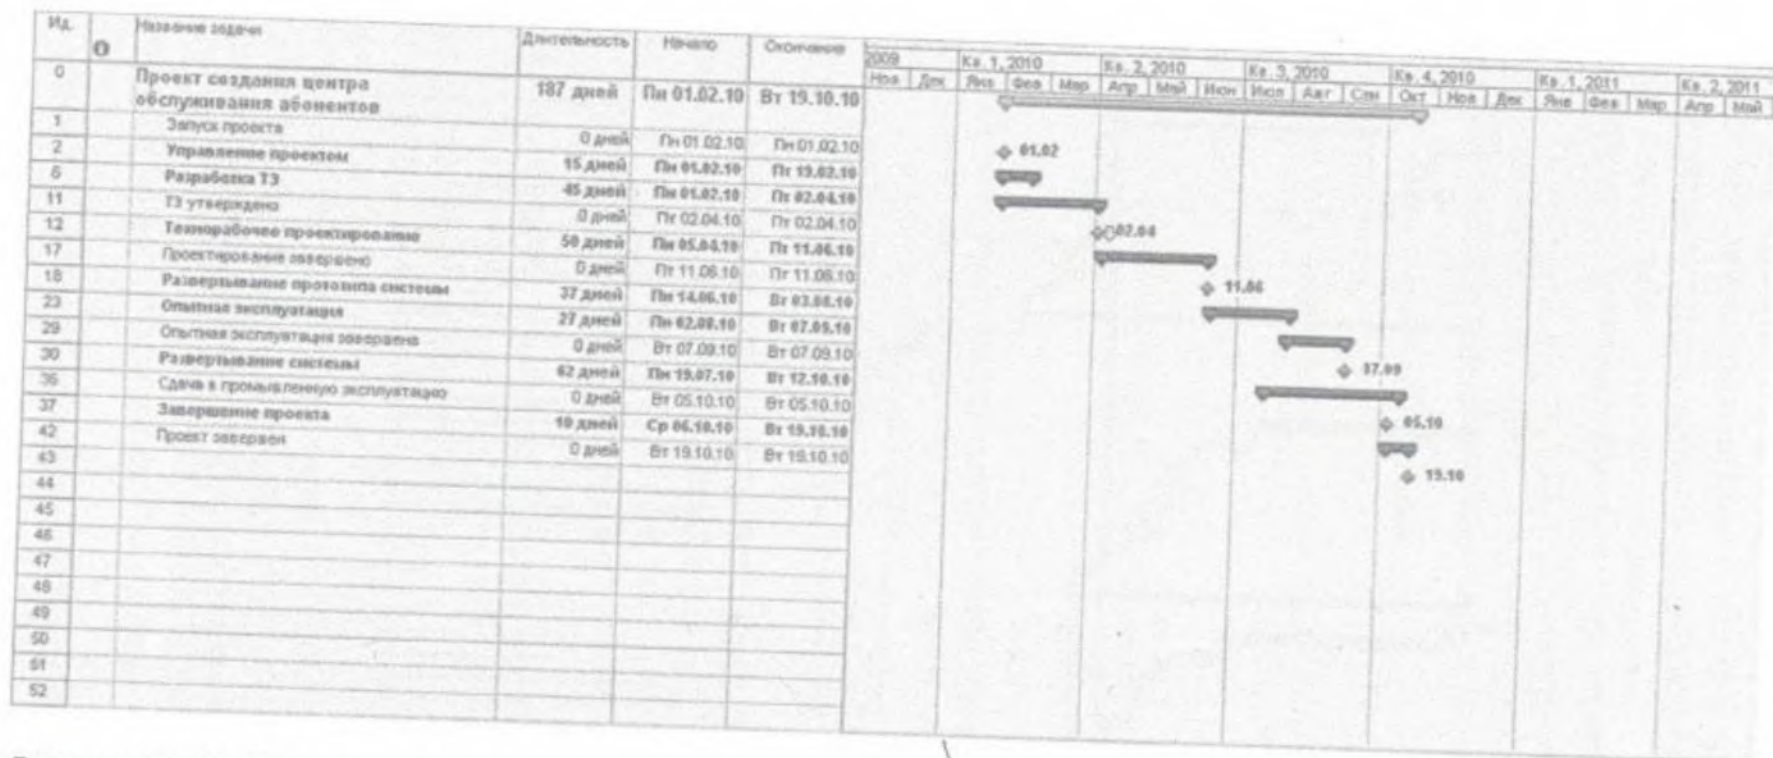 Ид. Название задачи Длительность Начало Окончание
2009 Кв. 1, 2010 Кв. 2, 2010 Кв. 3, 2010 Кв. 4, 2010 Кв. 1, 2011 Кв. 2, 2011
Ноя Дек Янв Фев Мар Апр Май Июн Июл Авг Сен Окт Ноя Дек Янв Фев Мар Апр Май
0 Проект создания центра обслуживания абонентов 187 дней Пн 01.02.10 Вт 19.10.10
1 Запуск проекта 0 дней Пн 01.02.10 Пн 01.02.10 01.02
2 Управление проектом 15 дней Пн 01.02.10 Пт 19.02.10
6 Разработка ТЗ 45 дней Пн 01.02.10 Пт 02.04.10
11 ТЗ утверждено 0 дней Пт 02.04.10 Пт 02.04.10 02.04
12 Технорабочее проектирование 50 дней Пн 05.04.10 Пт 11.06.10
17 Проектирование завершено 0 дней Пт 11.06.10 Пт 11.06.10 11.06
18 Развертывание прототипа системы 37 дней Пн 14.06.10 Вт 03.08.10
23 Опытная эксплуатация 27 дней Пн 02.08.10 Вт 07.09.10
29 Опытная эксплуатация завершена 0 дней Вт 07.09.10 Вт 07.09.10 07.09
30 Развертывание системы 62 дней Пн 19.07.10 Вт 12.10.10
36 Сдача в промышленную эксплуатацию 0 дней Вт 05.10.10 Вт 05.10.10 05.10
37 Завершение проекта 10 дней Ср 06.10.10 Вт 19.10.10
42 Проект завершен 0 дней Вт 19.10.10 Вт 19.10.10 19.10
43
44
45
46
47
48
49
50
51
52